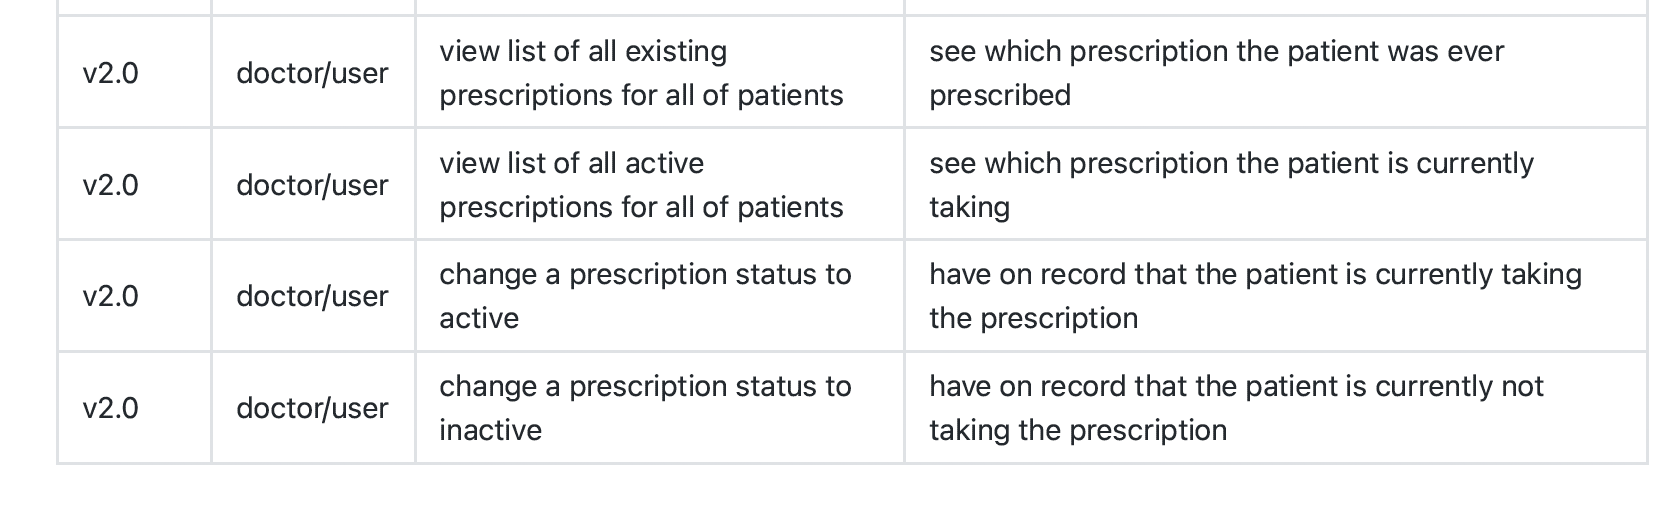 v2.0
doctor/user
view list of all existing
prescriptions for all of patients
see which prescription the patient was ever
prescribed
v2.0
doctor/user
view list of all active
prescriptions for all of patients
see which prescription the patient is currently
taking
v2.0
doctor/user
change a prescription status to
active
have on record that the patient is currently taking
the prescription
v2.0
doctor/user
change a prescription status to
inactive
have on record that the patient is currently not
taking the prescription